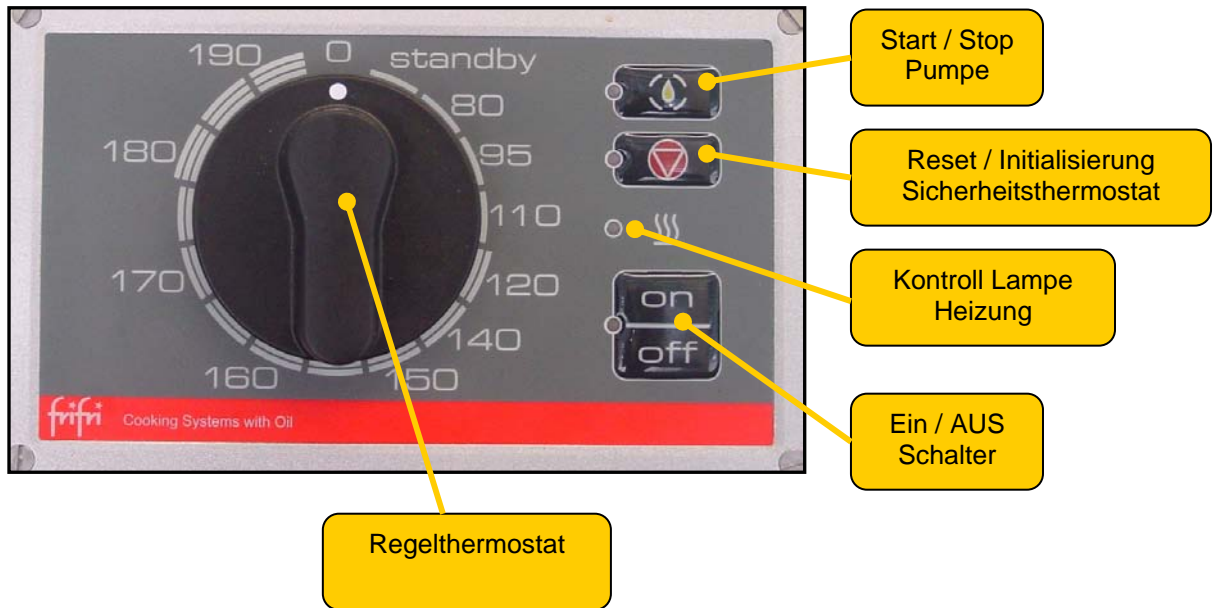 0
standby
190
80
180
95
110
170
120
140
160
150
on
off
frifri
Cooking Systems with Oil
Start / Stop
Pumpe
Reset / Initialisierung
Sicherheitsthermostat
Kontroll Lampe
Heizung
Ein / AUS
Schalter
Regelthermostat